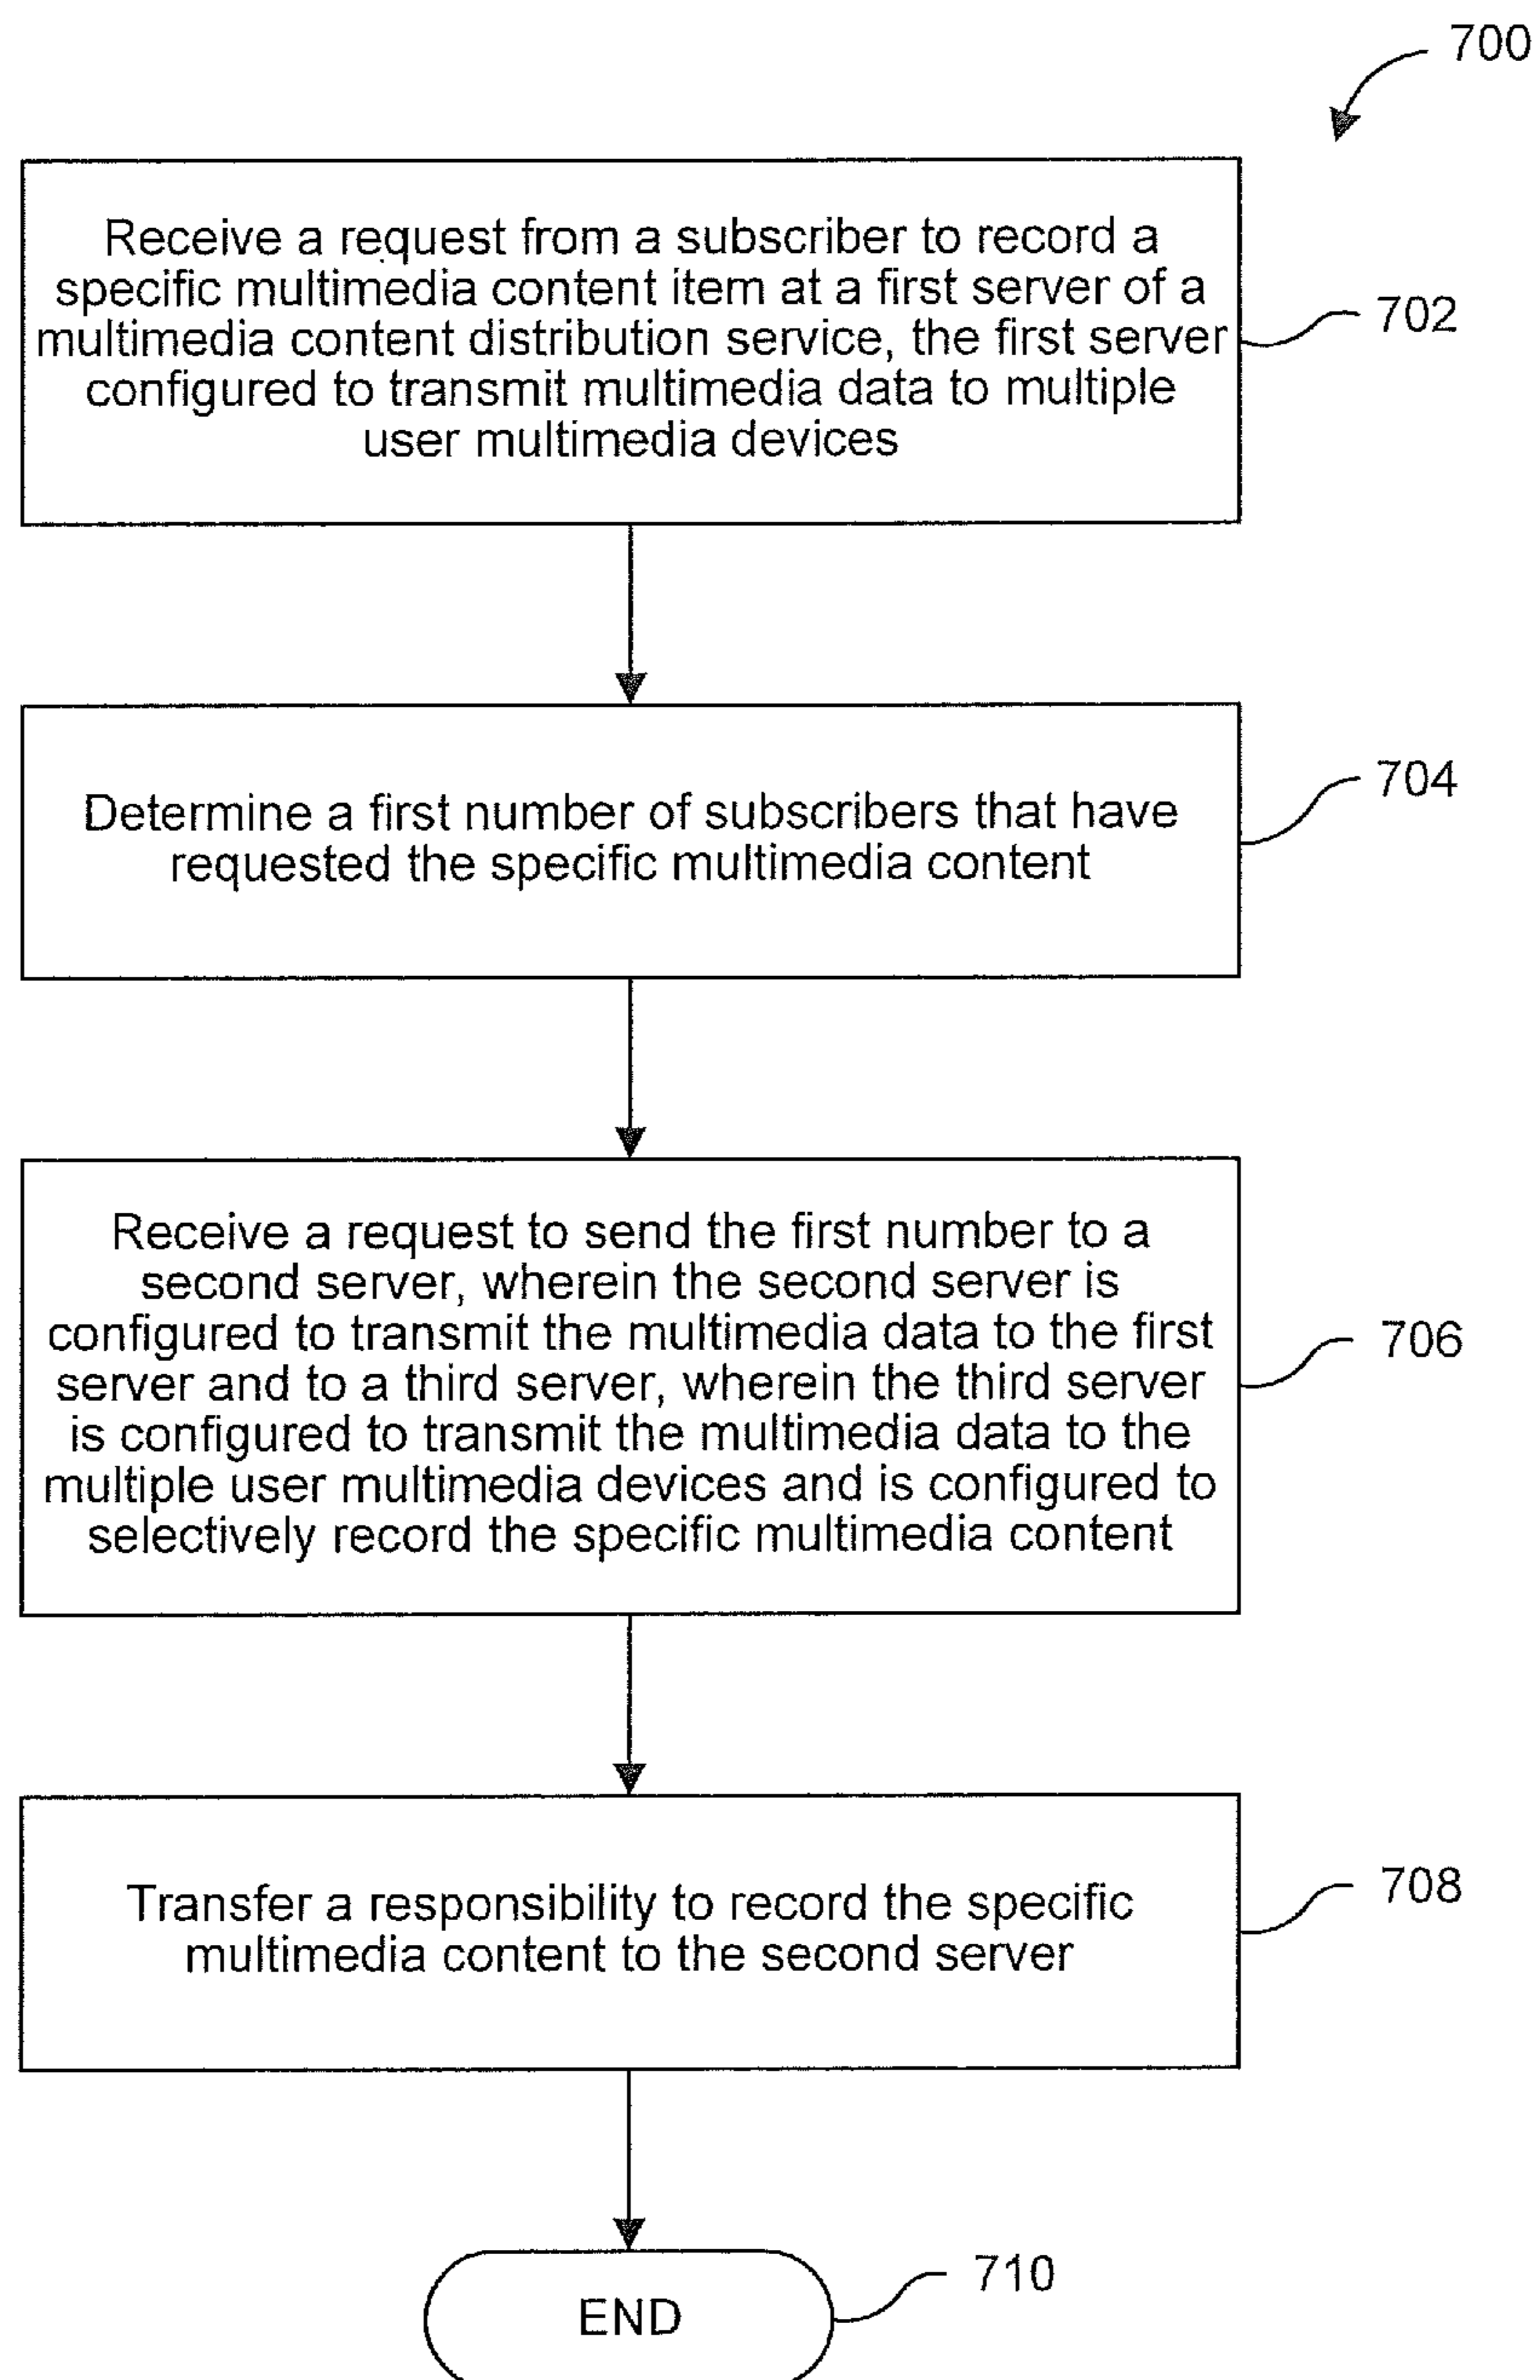 700
Receive a request from a subscriber to record a
specific multimedia content item at a first server of a
multimedia content distribution service, the first server
configured to transmit multimedia data to multiple
user multimedia devices
702
Determine a first number of subscribers that have
requested the specific multimedia content
704
Receive a request to send the first number to a
second server, wherein the second server is
configured to transmit the multimedia data to the first
server and to a third server, wherein the third server
is configured to transmit the multimedia data to the
multiple user multimedia devices and is configured to
selectively record the specific multimedia content
706
Transfer a responsibility to record the specific
multimedia content to the second server
708
END
710